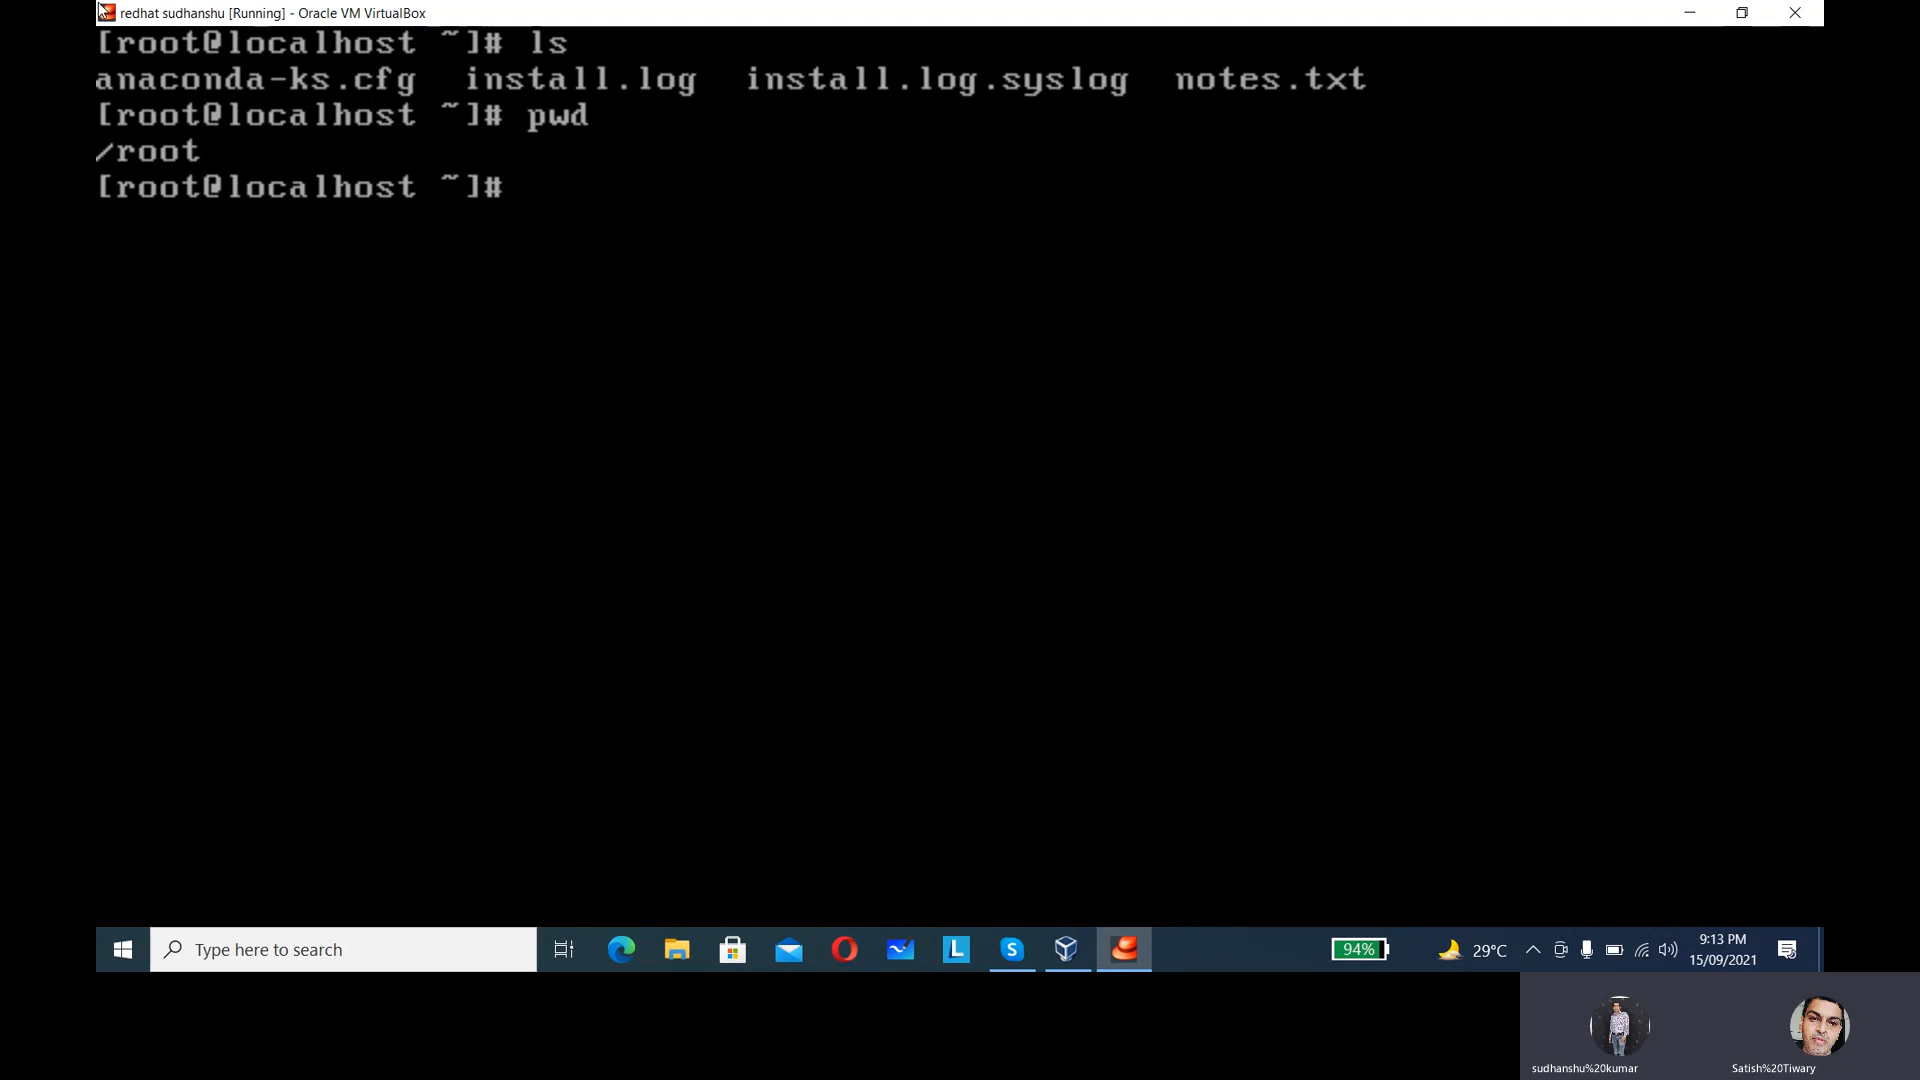 redhat sudhanshu [Running] - Oracle VM VirtualBox
[root@localhost ~]# ls
anaconda-ks.cfg  install.log  install.log.syslog  notes.txt
[root@localhost ~]# pwd
/root
[root@localhost ~]#
Type here to search
L
S
94%
29°C
9:13 PM
15/09/2021
sudhanshu%20kumar
Satish%20Tiwary